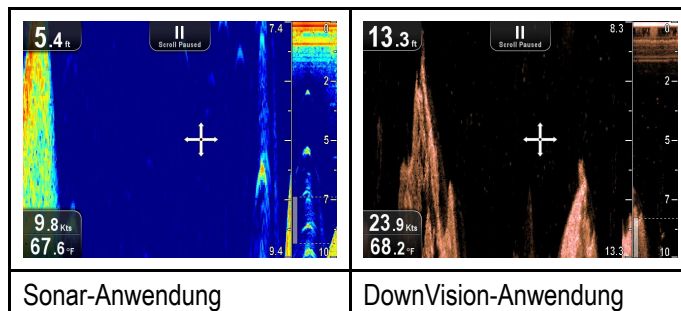 5.4 ft
Scroll Paused
7.4
0
2
5
7
9.4
10
9.8 Kts
67.6 °F
13.3 ft
Scroll Paused
8.3
0
2
5
7
13.3
10
23.9 Kts
68.2 °F
Sonar-Anwendung
DownVision-Anwendung